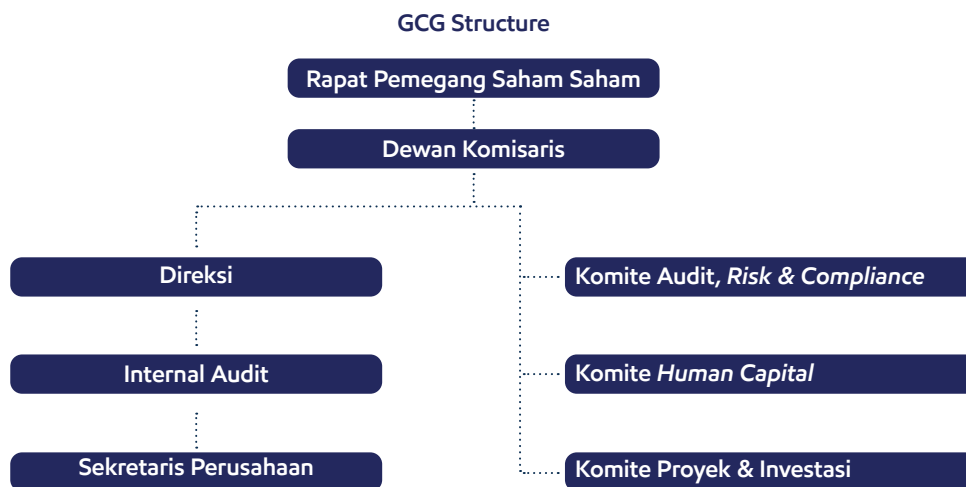 GCG Structure
Rapat Pemegang Saham Saham
Dewan Komisaris
Direksi
Internal Audit
Sekretaris Perusahaan
Komite Audit, Risk & Compliance
Komite Human Capital
Komite Proyek & Investasi